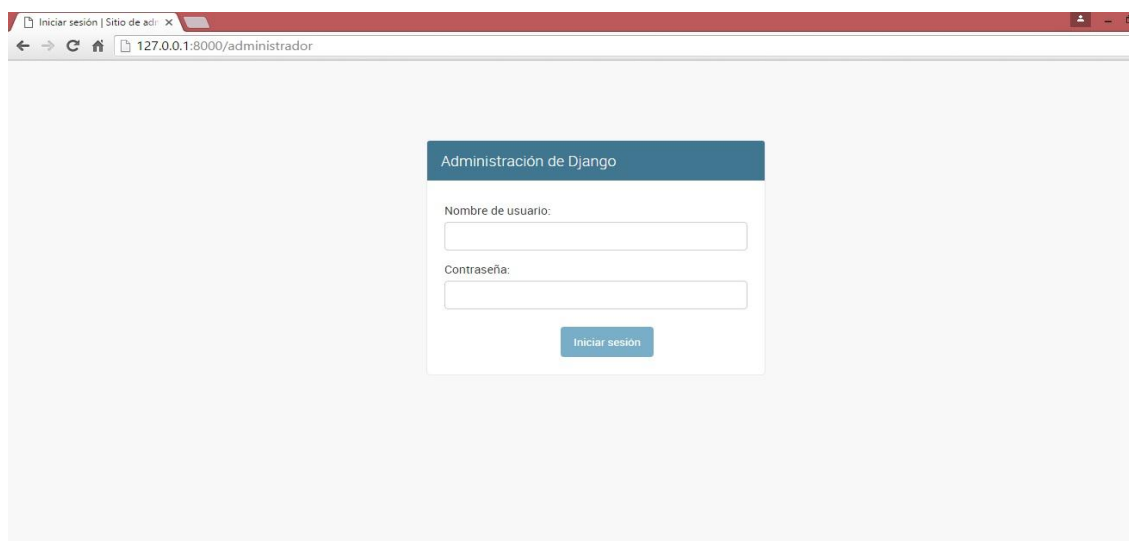 Iniciar sesión | Sitio de adr
127.0.0.1:8000/administrador
Administración de Django
Nombre de usuario:
Contraseña:
Iniciar sesión